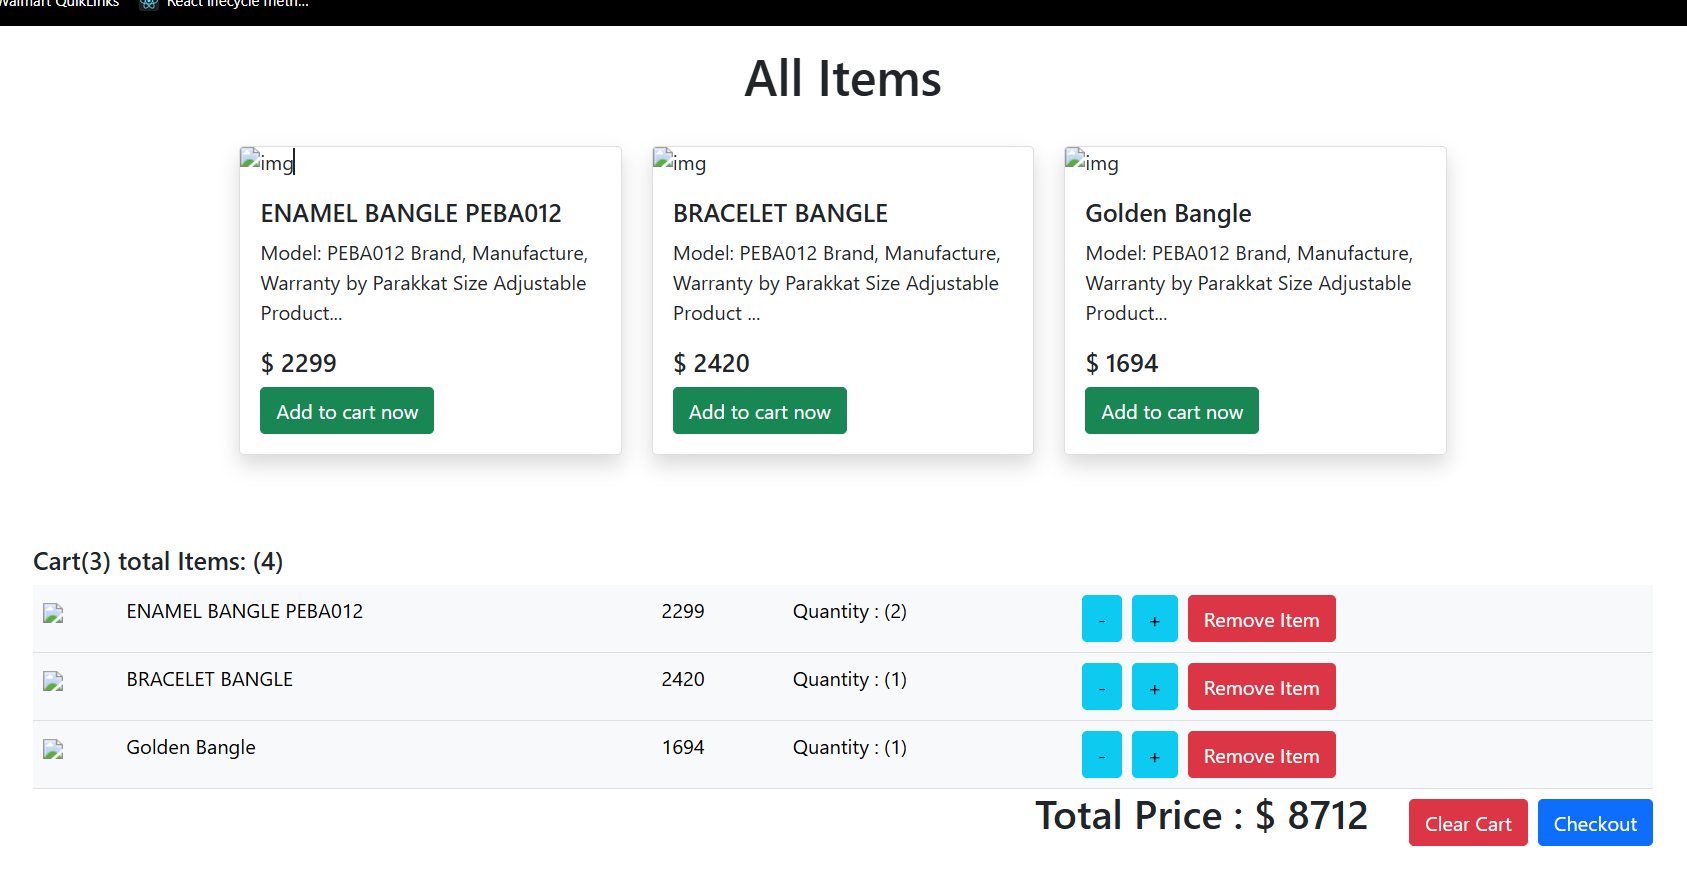 Walmart QuikLinks React lifecycle meth...
All Items
img img img
ENAMEL BANGLE PEBA012 BRACELET BANGLE Golden Bangle
Model: PEBA012 Brand, Manufacture,
Warranty by Parakkat Size Adjustable
Product...
$ 2299
Add to cart now
Model: PEBA012 Brand, Manufacture,
Warranty by Parakkat Size Adjustable
Product ...
$ 2420
Add to cart now
Model: PEBA012 Brand, Manufacture,
Warranty by Parakkat Size Adjustable
Product...
$ 1694
Add to cart now
Cart(3) total Items: (4)
ENAMEL BANGLE PEBA012 2299 Quantity : (2) - + Remove Item
BRACELET BANGLE 2420 Quantity : (1) - + Remove Item
Golden Bangle 1694 Quantity : (1) - + Remove Item
Total Price : $ 8712 Clear Cart Checkout